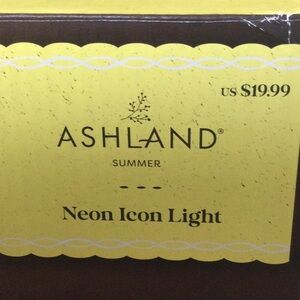 US $19.99
ASHLAND®
SUMMER
Neon Icon Light